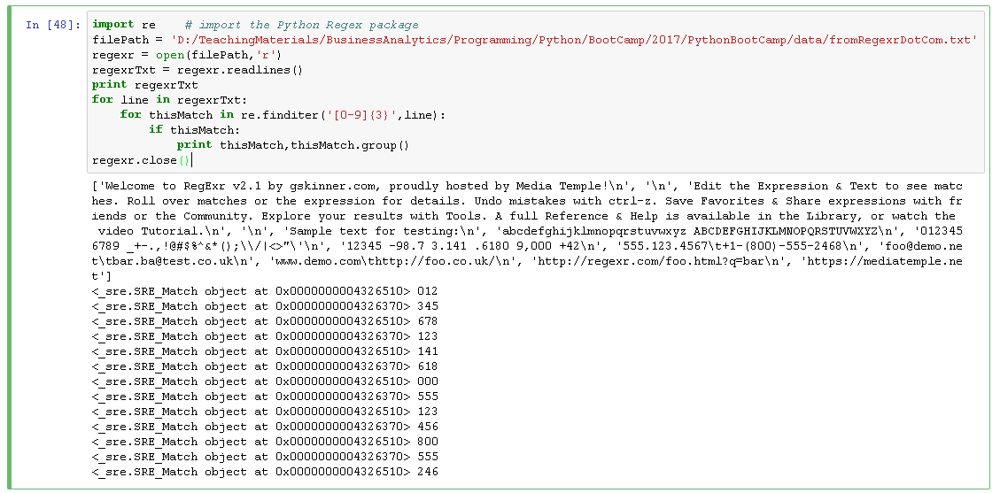 In [48]: import re    # import the Python Regex package
filePath = 'D:/TeachingMaterials/BusinessAnalytics/Programming/Python/BootCamp/2017/PythonBootCamp/data/fromRegexrDotCom.txt'
regexr = open(filePath,'r')
regexrTxt = regexr.readlines()
print regexrTxt
for line in regexrTxt:
    for thisMatch in re.finditer('[0-9]{3}',line):
        if thisMatch:
            print thisMatch,thisMatch.group()
regexr.close()
['Welcome to RegExr v2.1 by gskinner.com, proudly hosted by Media Temple!\n', '\n', 'Edit the Expression & Text to see matc
hes. Roll over matches or the expression for details. Undo mistakes with ctrl-z. Save Favorites & Share expressions with fr
iends or the Community. Explore your results with Tools. A full Reference & Help is available in the Library, or watch the
 video Tutorial.\n', '\n', 'Sample text for testing:\n', 'abcdefghijklmnopqrstuvwxyz ABCDEFGHIJKLMNOPQRSTUVWXYZ\n', '012345
6789 _+-.,!@#$%^&*();\\/|<>"\'\n', '12345 -98.7 3.141 .6180 9,000 +42\n', '555.123.4567\t+1-(800)-555-2468\n', 'foo@demo.ne
t\tbar.ba@test.co.uk\n', 'www.demo.com\thttp://foo.co.uk/\n', 'http://regexr.com/foo.html?q=bar\n', 'https://mediatemple.ne
t']
<_sre.SRE_Match object at 0x0000000004326510> 012
<_sre.SRE_Match object at 0x0000000004326370> 345
<_sre.SRE_Match object at 0x0000000004326510> 678
<_sre.SRE_Match object at 0x0000000004326370> 123
<_sre.SRE_Match object at 0x0000000004326510> 141
<_sre.SRE_Match object at 0x0000000004326370> 618
<_sre.SRE_Match object at 0x0000000004326510> 000
<_sre.SRE_Match object at 0x0000000004326370> 555
<_sre.SRE_Match object at 0x0000000004326510> 123
<_sre.SRE_Match object at 0x0000000004326370> 456
<_sre.SRE_Match object at 0x0000000004326510> 800
<_sre.SRE_Match object at 0x0000000004326370> 555
<_sre.SRE_Match object at 0x0000000004326510> 246